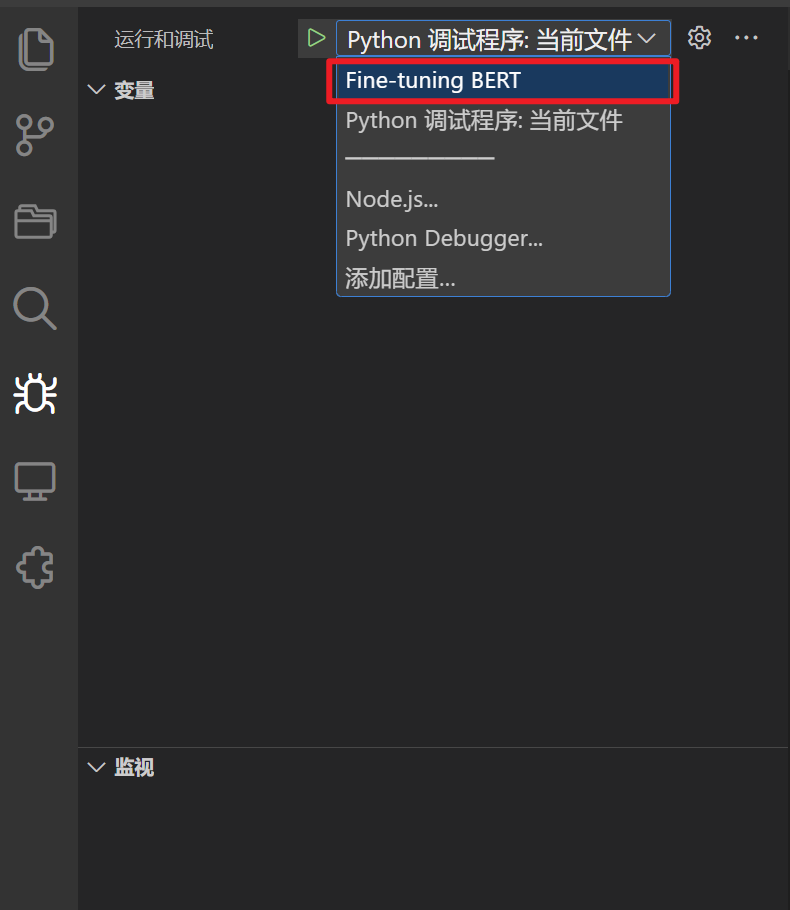 运行和调试
Python 调试程序: 当前文件
变量
Fine-tuning BERT
Python 调试程序: 当前文件
Node.js...
Python Debugger...
添加配置...
监视